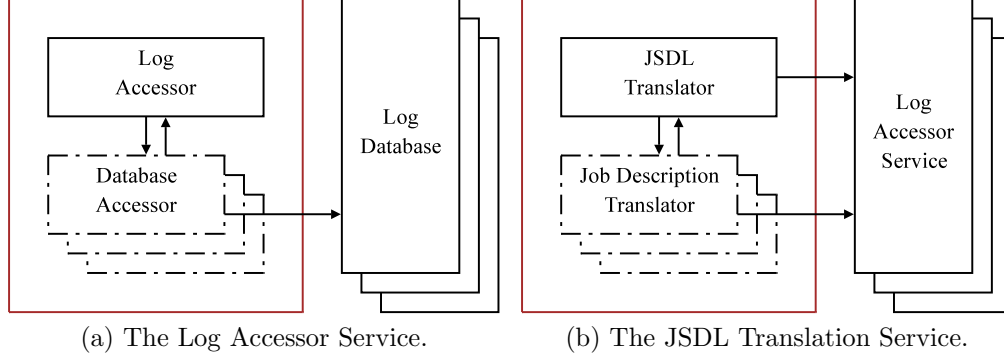 Log
Accessor
Database
Accessor
Log
Database
(a) The Log Accessor Service.
JSDL
Translator
Job Description
Translator
Log
Accessor
Service
(b) The JSDL Translation Service.